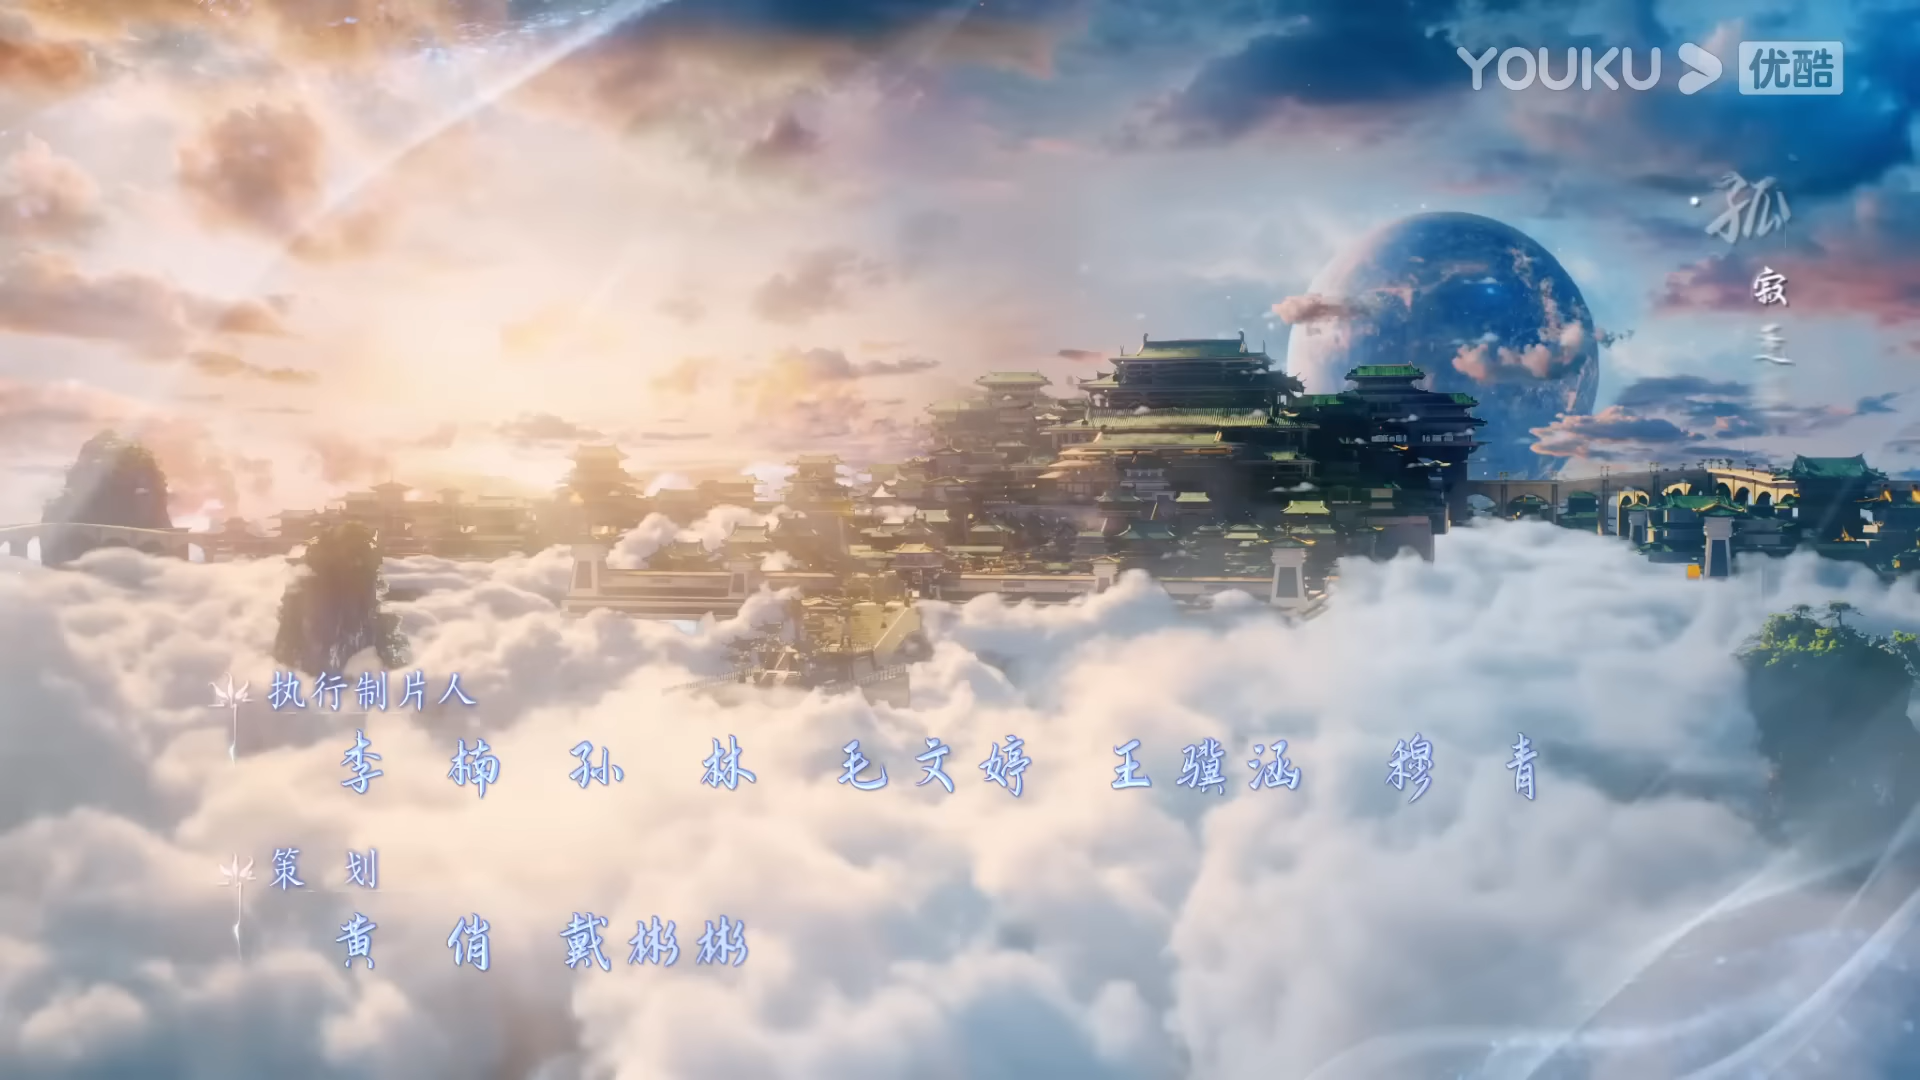 YOUKU 优酷
孤
寂
执行制片人
李楠 孙林 毛文婷 王骥涵 穆青
策划
黄俏 戴彬彬